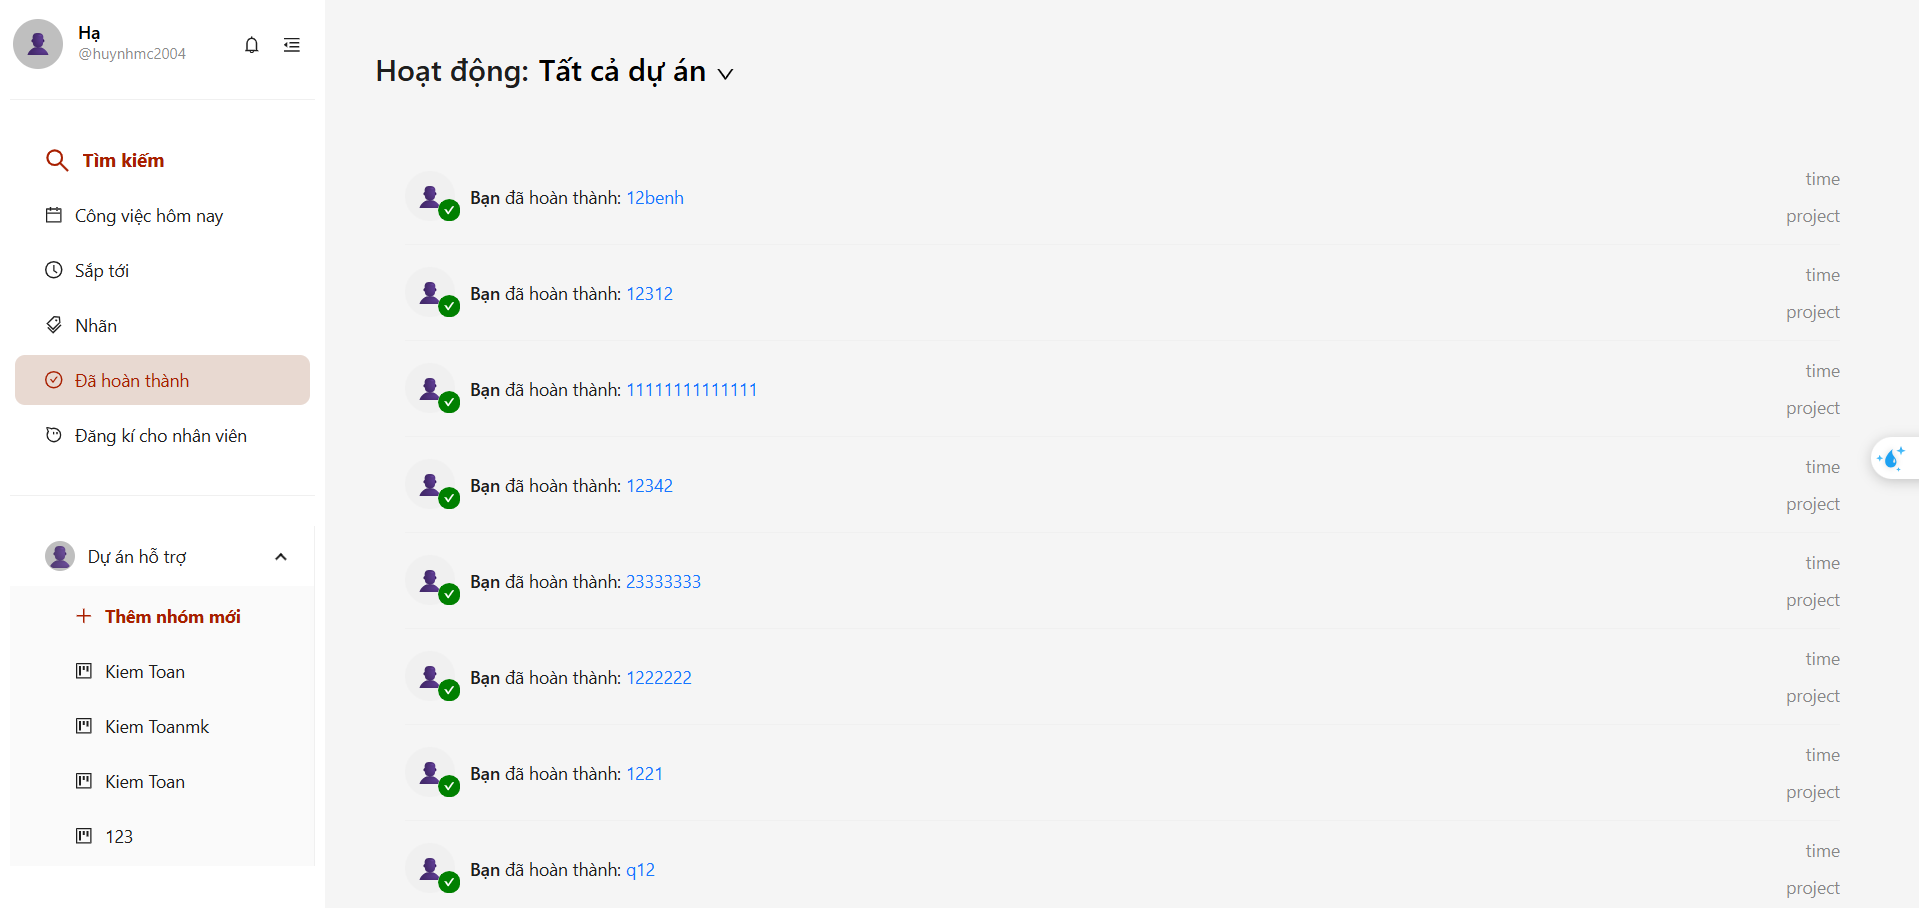 Hạ
@huynhmc2004
Tìm kiếm
Công việc hôm nay
Sắp tới
Nhãn
Đã hoàn thành
Đăng kí cho nhân viên
Dự án hỗ trợ
Thêm nhóm mới
Kiem Toan
Kiem Toanmk
Kiem Toan
123
Hoạt động: Tất cả dự án
Bạn đã hoàn thành: 12benh
time
project
Bạn đã hoàn thành: 12312
time
project
Bạn đã hoàn thành: 11111111111111
time
project
Bạn đã hoàn thành: 12342
time
project
Bạn đã hoàn thành: 23333333
time
project
Bạn đã hoàn thành: 1222222
time
project
Bạn đã hoàn thành: 1221
time
project
Bạn đã hoàn thành: q12
time
project